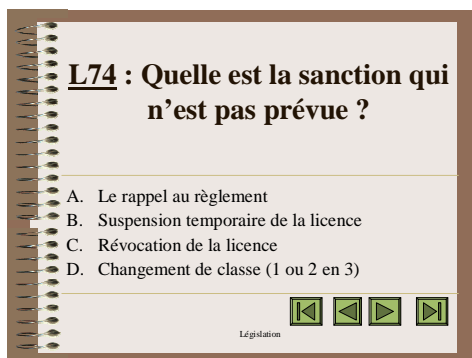 L74 : Quelle est la sanction qui
n’est pas prévue ?
A. Le rappel au règlement
B. Suspension temporaire de la licence
C. Révocation de la licence
D. Changement de classe (1 ou 2 en 3)
Législation